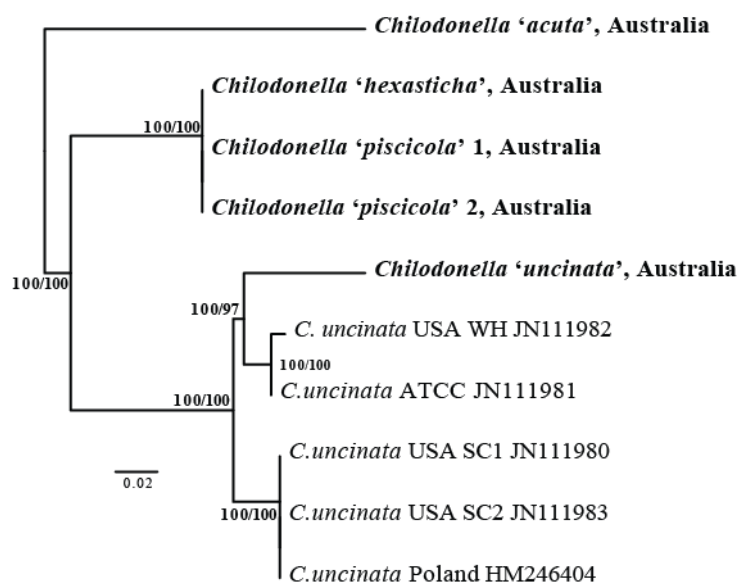 Chilodonella ‘acuta’, Australia
Chilodonella ‘hexasticha’, Australia
100/100
Chilodonella ‘piscicola’ 1, Australia
Chilodonella ‘piscicola’ 2, Australia
Chilodonella ‘uncinata’, Australia
100/100
100/97
C. uncinata USA WH JN111982
100/100
C.uncinata ATCC JN111981
100/100
C.uncinata USA SC1 JN111980
0.02
C.uncinata USA SC2 JN111983
100/100
C.uncinata Poland HM246404